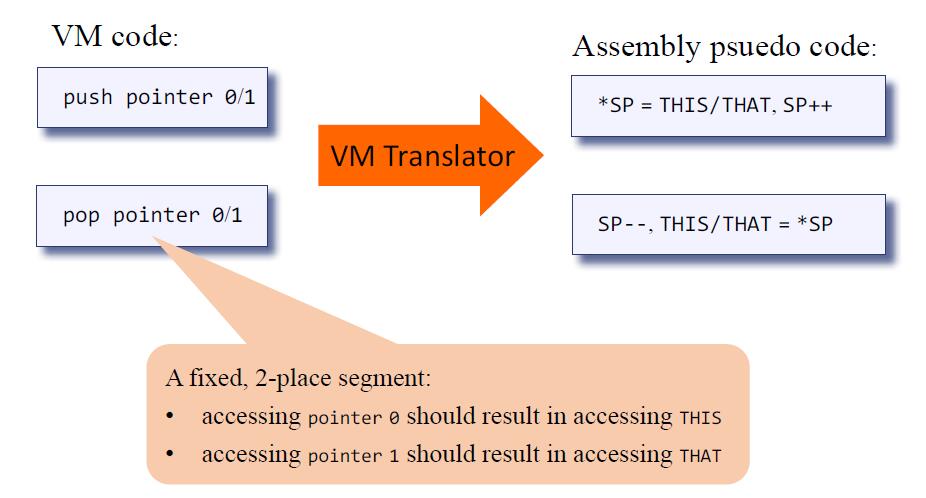 VM code:
Assembly psuedo code:
push pointer 0/1
*SP = THIS/THAT, SP++
VM Translator
pop pointer 0/1
SP--, THIS/THAT = *SP
A fixed, 2-place segment:
• accessing pointer 0 should result in accessing THIS
• accessing pointer 1 should result in accessing THAT